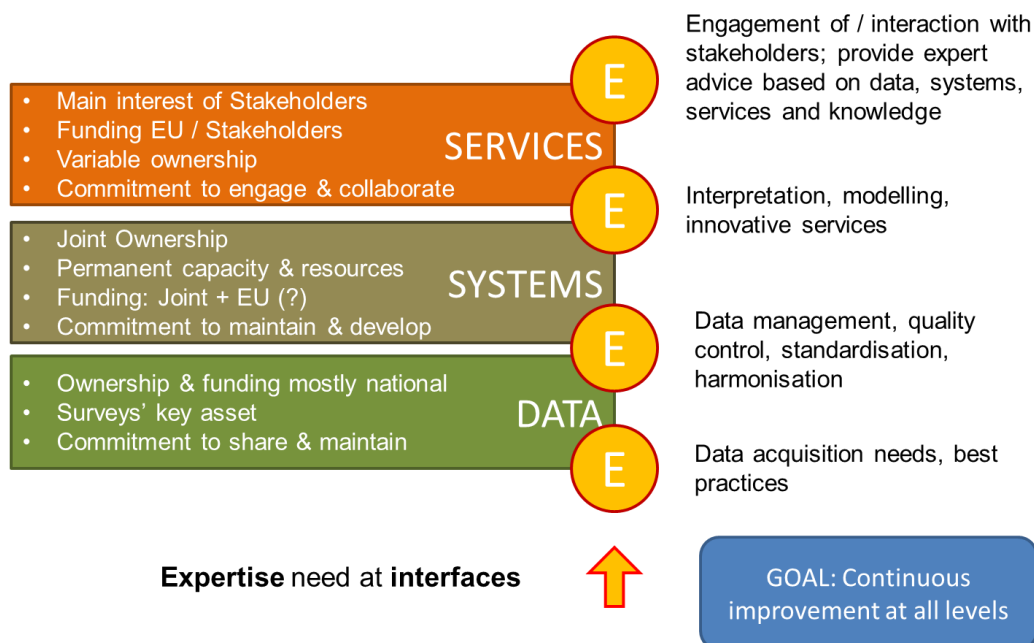 Engagement of / interaction with
stakeholders; provide expert
advice based on data, systems,
services and knowledge
E
• Main interest of Stakeholders
• Funding EU / Stakeholders
• Variable ownership
• Commitment to engage & collaborate
SERVICES
E
Interpretation, modelling,
innovative services
• Joint Ownership
• Permanent capacity & resources
• Funding: Joint + EU (?)
• Commitment to maintain & develop
SYSTEMS
E
Data management, quality
control, standardisation,
harmonisation
• Ownership & funding mostly national
• Surveys’ key asset
• Commitment to share & maintain
DATA
E
Data acquisition needs, best
practices
Expertise need at interfaces
GOAL: Continuous
improvement at all levels